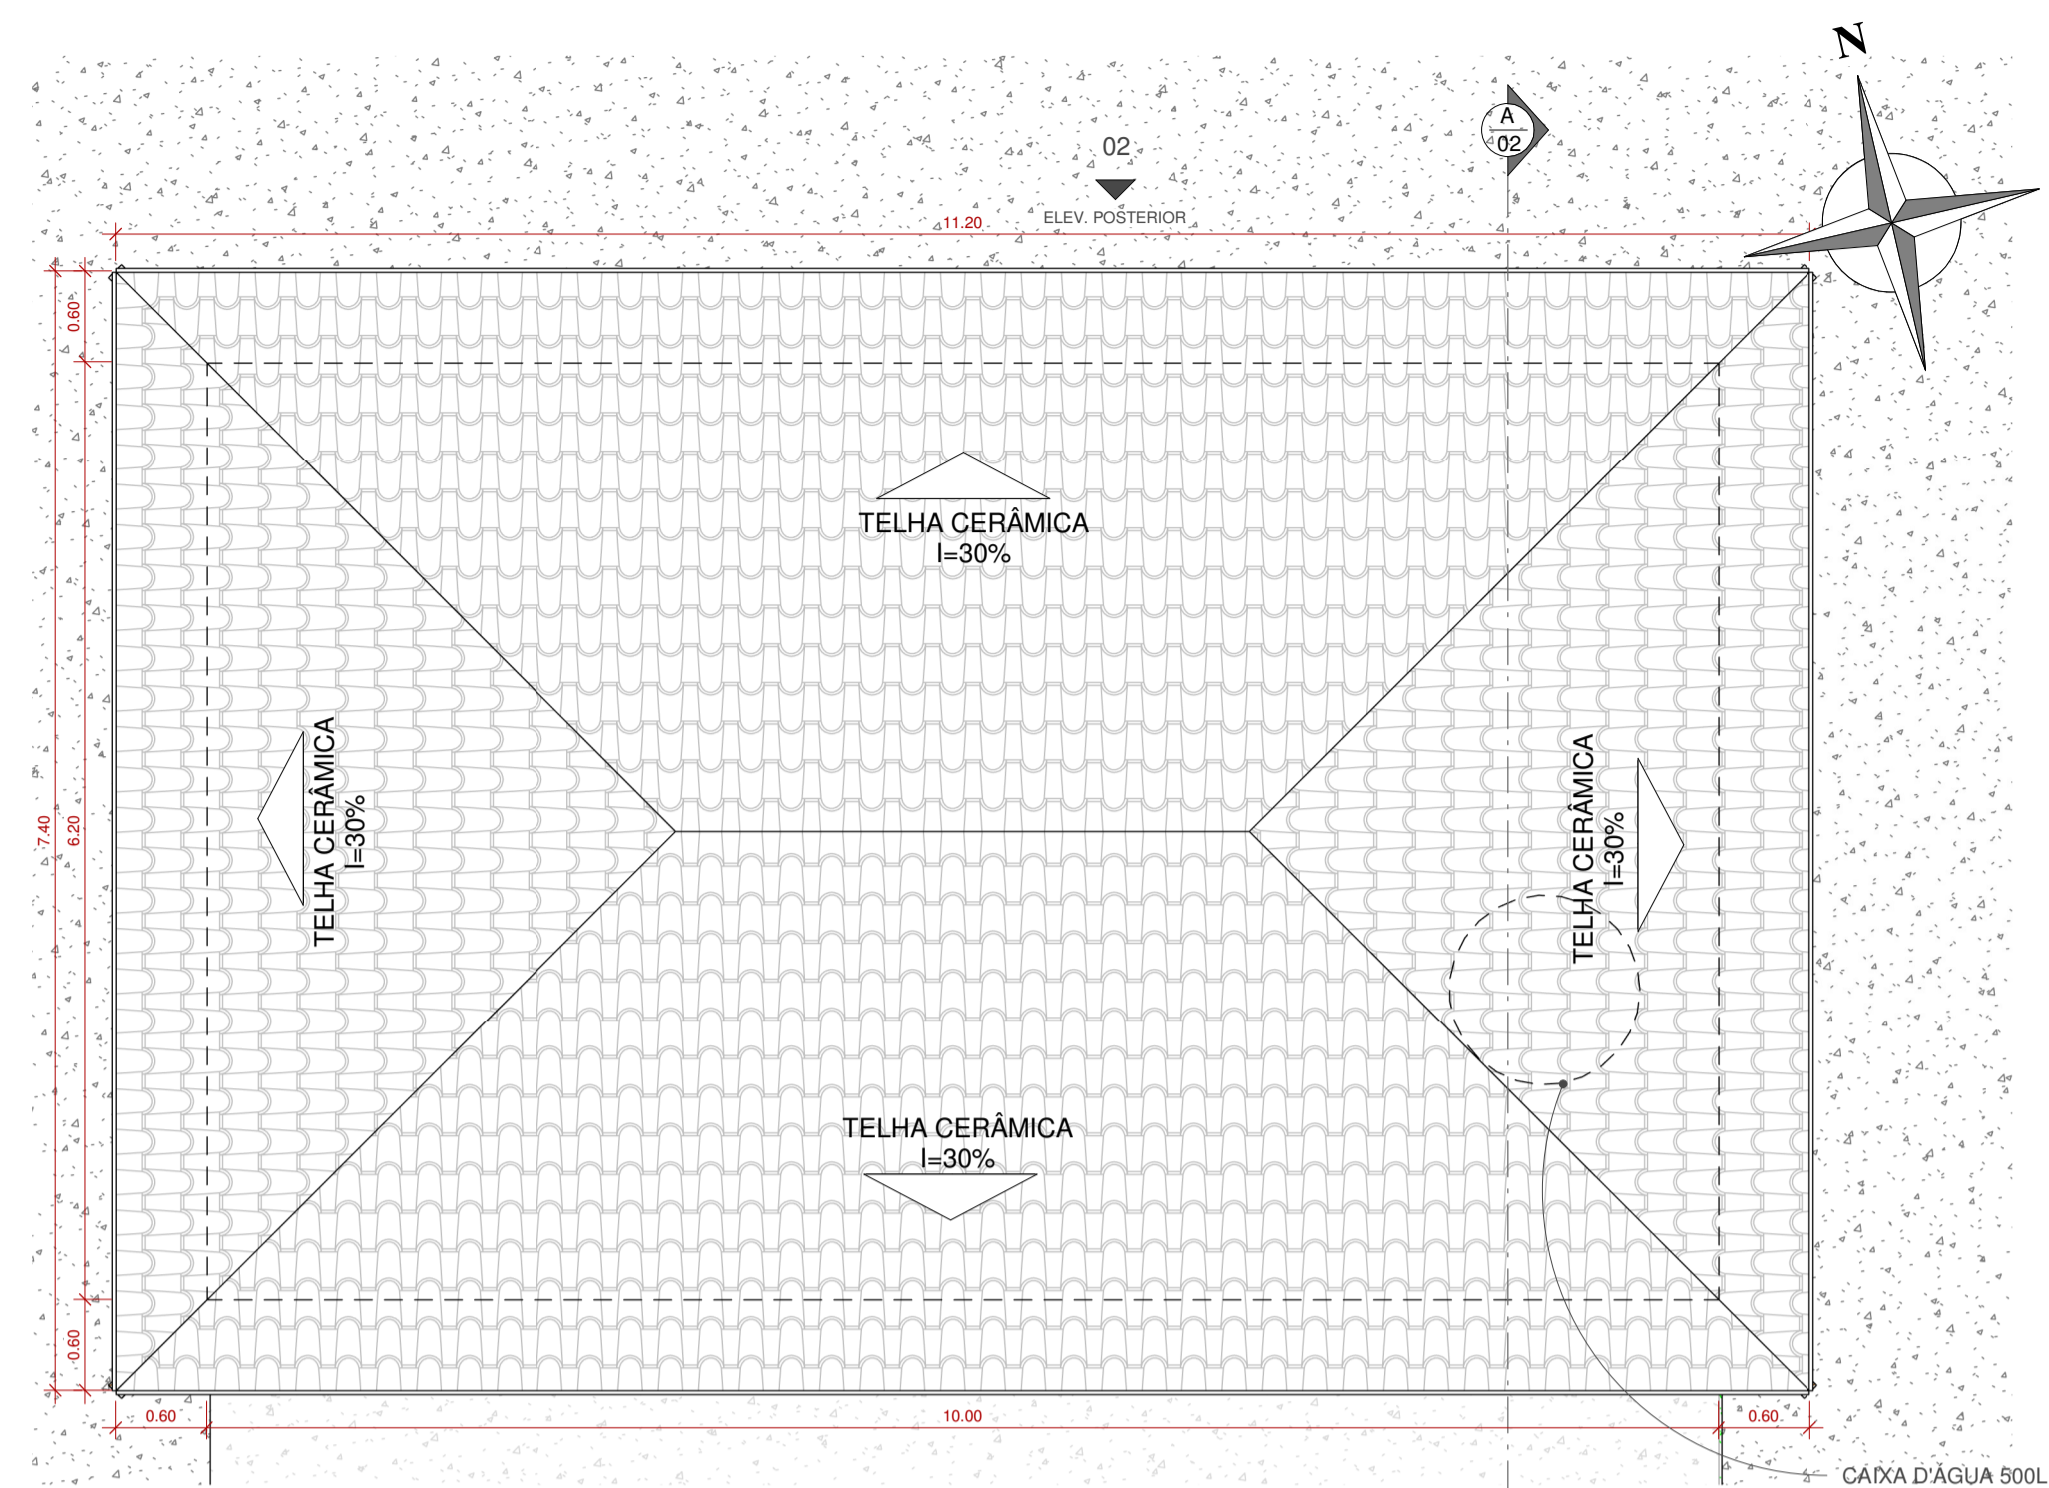 N
A
02
02
ELEV. POSTERIOR
11.20
0.60
TELHA CERÂMICA
I=30%
TELHA CERÂMICA
I=30%
TELHA CERÂMICA
I=30%
7.40
6.20
TELHA CERÂMICA
I=30%
0.60
0.60
10.00
0.60
CAIXA D'ÁGUA 500L